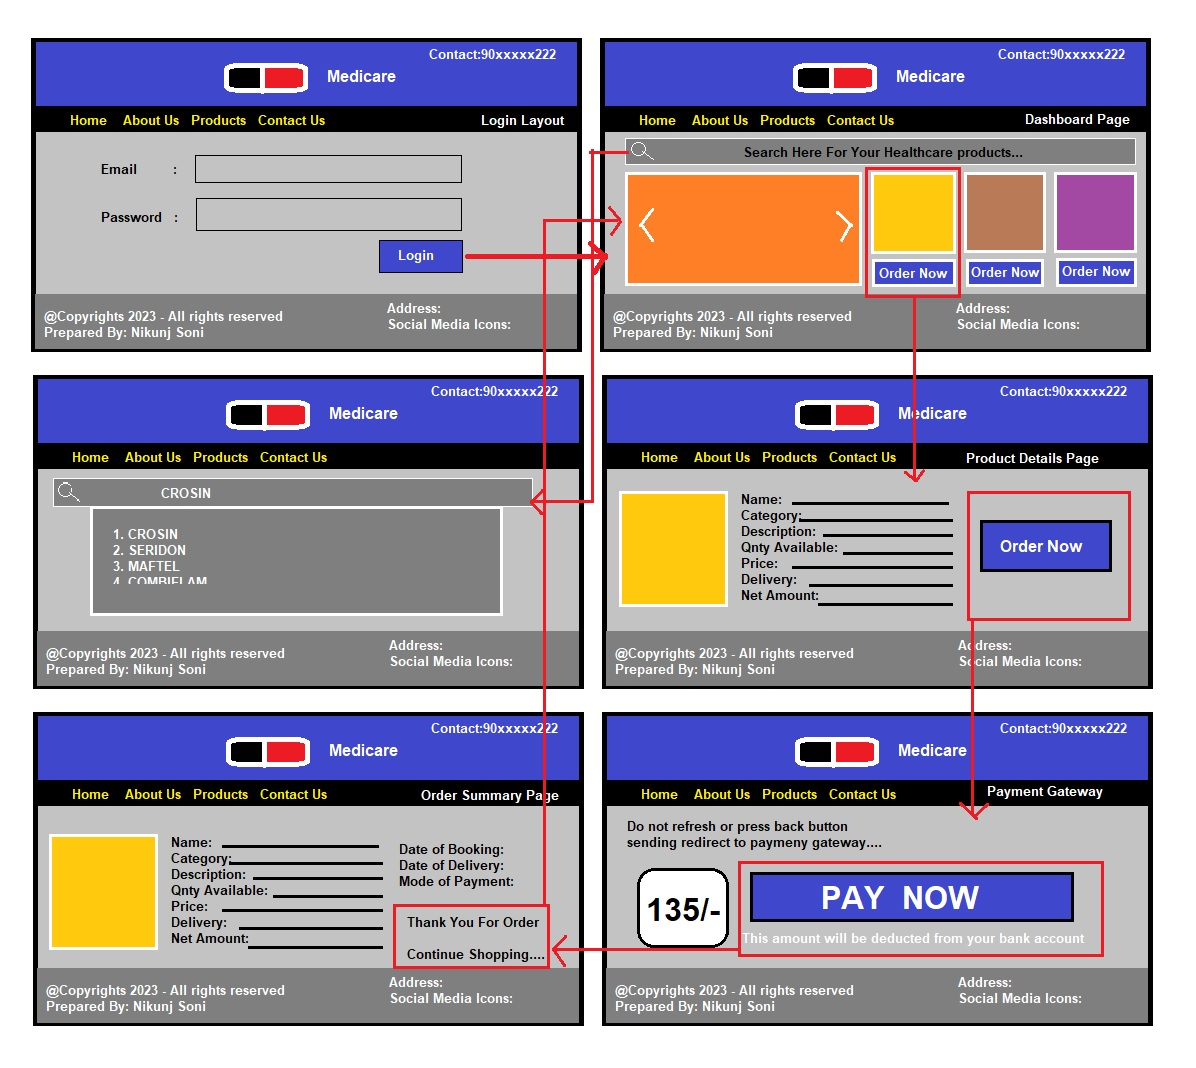 Contact:90xxxxx222
Medicare
Home About Us Products Contact Us Login Layout
Email :
Password :
Login
@Copyrights 2023 - All rights reserved
Prepared By: Nikunj Soni
Address:
Social Media Icons:
Contact:90xxxxx222
Medicare
Home About Us Products Contact Us Dashboard Page
Search Here For Your Healthcare products...
Order Now Order Now Order Now
@Copyrights 2023 - All rights reserved
Prepared By: Nikunj Soni
Address:
Social Media Icons:
Contact:90xxxxx222
Medicare
Home About Us Products Contact Us
CROSIN
1. CROSIN
2. SERIDON
3. MAFTEL
4. COMBIFLAM
@Copyrights 2023 - All rights reserved
Prepared By: Nikunj Soni
Address:
Social Media Icons:
Contact:90xxxxx222
Medicare
Home About Us Products Contact Us Product Details Page
Name:
Category:
Description:
Qnty Available:
Price:
Delivery:
Net Amount:
Order Now
@Copyrights 2023 - All rights reserved
Prepared By: Nikunj Soni
Address:
Social Media Icons:
Contact:90xxxxx222
Medicare
Home About Us Products Contact Us Order Summary Page
Name:
Category:
Description:
Qnty Available:
Price:
Delivery:
Net Amount:
Date of Booking:
Date of Delivery:
Mode of Payment:
Thank You For Order
Continue Shopping....
@Copyrights 2023 - All rights reserved
Prepared By: Nikunj Soni
Address:
Social Media Icons:
Contact:90xxxxx222
Medicare
Home About Us Products Contact Us Payment Gateway
Do not refresh or press back button
sending redirect to paymeny gateway....
135/-
PAY NOW
This amount will be deducted from your bank account
@Copyrights 2023 - All rights reserved
Prepared By: Nikunj Soni
Address:
Social Media Icons: